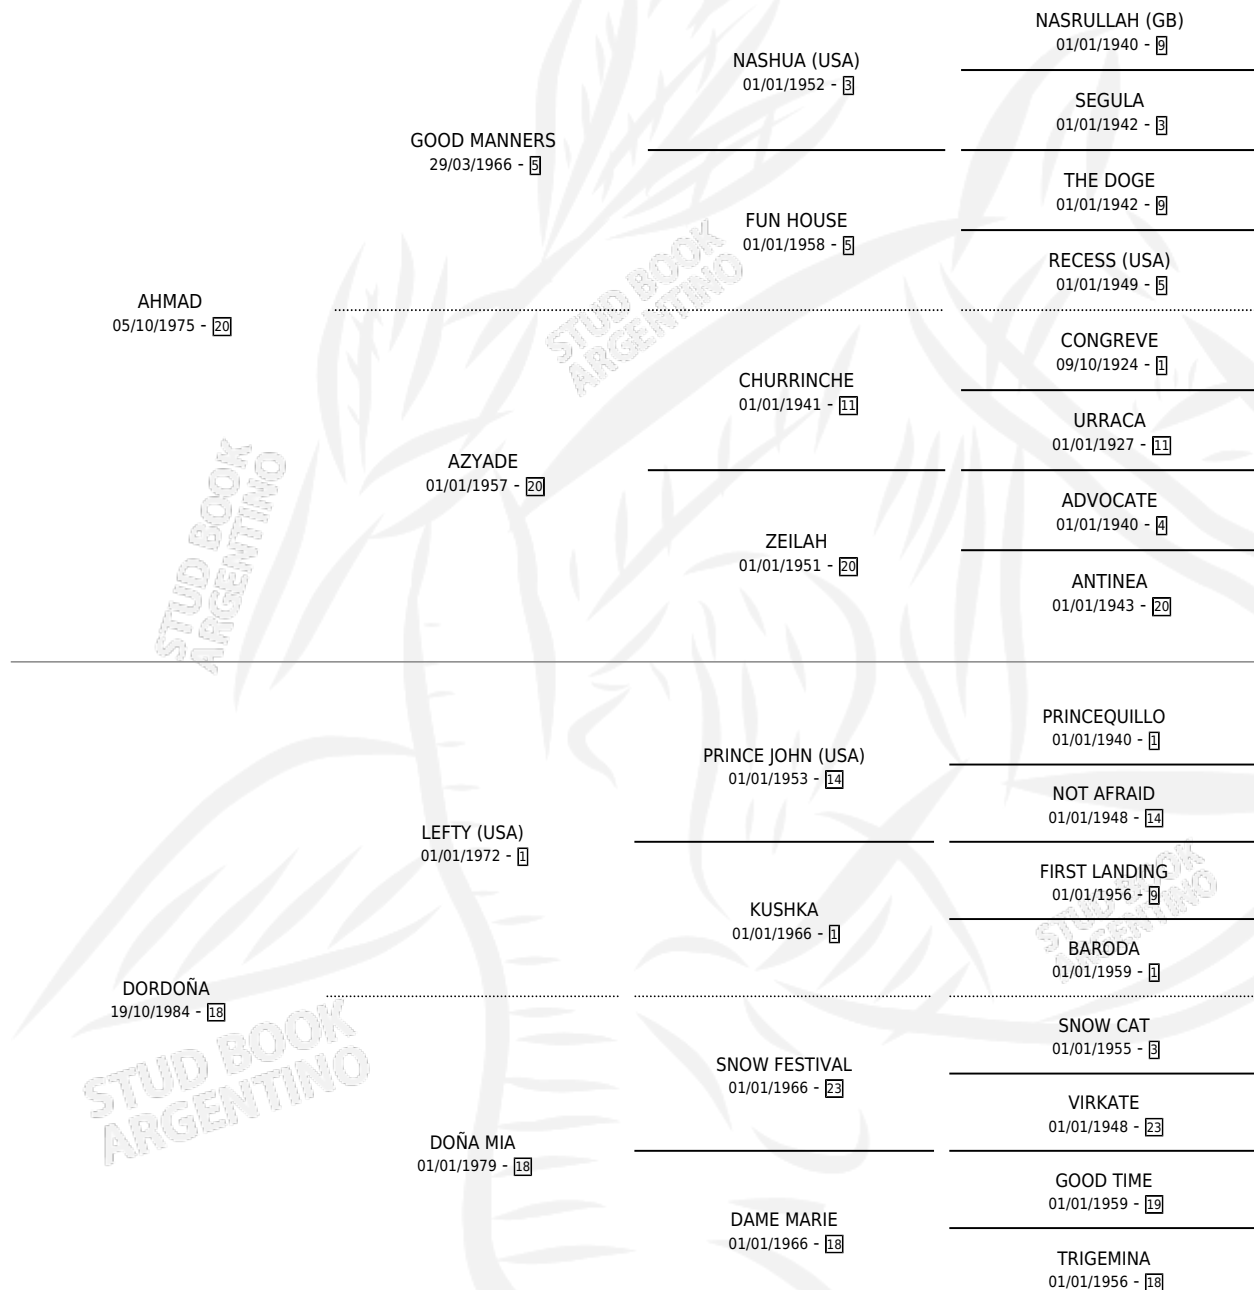 NASRULLAH (GB)
01/01/1940 - 9
NASHUA (USA)
01/01/1952 - 3
SEGULA
01/01/1942 - 3
GOOD MANNERS
29/03/1966 - 5
THE DOGE
01/01/1942 - 9
FUN HOUSE
01/01/1958 - 5
RECESS (USA)
01/01/1949 - 5
AHMAD
05/10/1975 - 20
CONGREVE
09/10/1924 - 1
CHURRINCHE
01/01/1941 - 11
URRACA
01/01/1927 - 11
AZYADE
01/01/1957 - 20
ADVOCATE
01/01/1940 - 4
ZEILAH
01/01/1951 - 20
ANTINEA
01/01/1943 - 20
PRINCEQUILLO
01/01/1940 - 1
PRINCE JOHN (USA)
01/01/1953 - 14
NOT AFRAID
01/01/1948 - 14
LEFTY (USA)
01/01/1972 - 1
FIRST LANDING
01/01/1956 - 9
KUSHKA
01/01/1966 - 1
BARODA
01/01/1959 - 1
DORDOÑA
19/10/1984 - 18
SNOW CAT
01/01/1955 - 3
SNOW FESTIVAL
01/01/1966 - 23
VIRKATE
01/01/1948 - 23
DOÑA MIA
01/01/1979 - 18
GOOD TIME
01/01/1959 - 19
DAME MARIE
01/01/1966 - 18
TRIGEMINA
01/01/1956 - 18
STUD BOOK
ARGENTINO
STUD BOOK
ARGENTINO
STUD BOOK
ARGENTINO
STUD BOOK
ARGENTINO